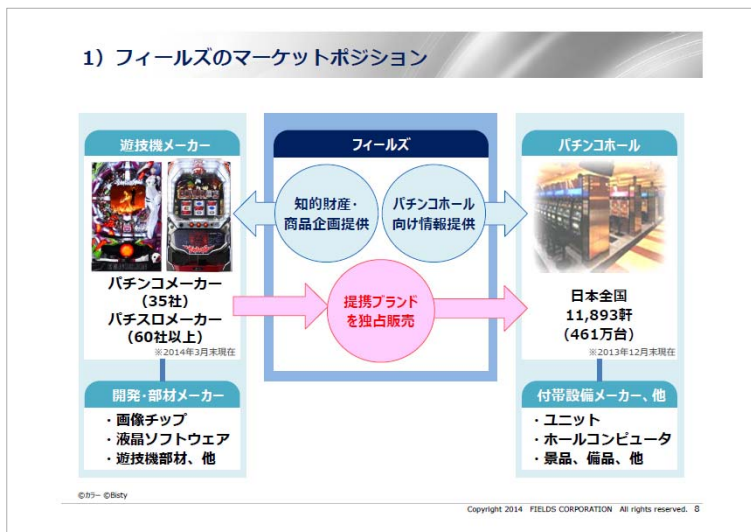 1）フィールズのマーケットポジション
遊技機メーカー
パチンコメーカー
（35社）
パチスロメーカー
（60社以上）
※2014年3月末現在
開発・部材メーカー
・画像チップ
・液晶ソフトウェア
・遊技機部材、他
フィールズ
知的財産・
商品企画提供
パチンコホール
向け情報提供
提携ブランド
を独占販売
パチンコホール
日本全国
11,893軒
（461万台）
※2013年12月末現在
付帯設備メーカー、他
・ユニット
・ホールコンピュータ
・景品、備品、他
©カラー ©Bisty
Copyright 2014 FIELDS CORPORATION All rights reserved. 8